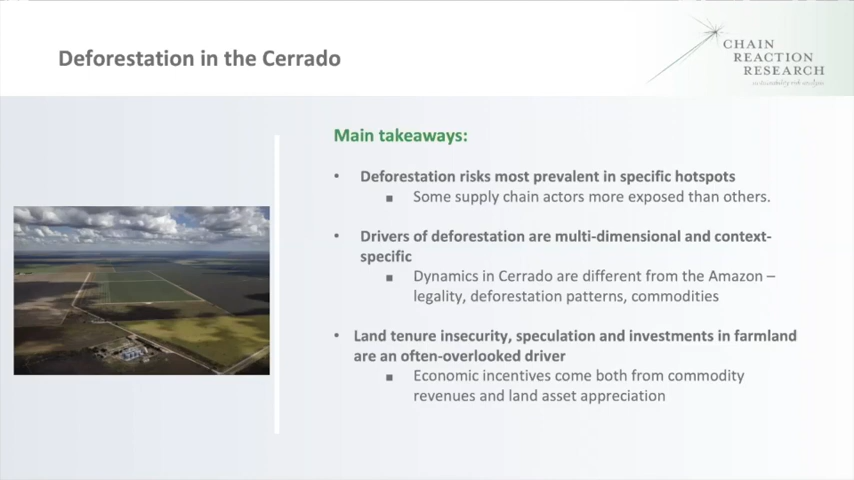 Deforestation in the Cerrado
CHAIN
REACTION
RESEARCH
sustainability risk analysis
Main takeaways:
• Deforestation risks most prevalent in specific hotspots
■ Some supply chain actors more exposed than others.
• Drivers of deforestation are multi-dimensional and context-
specific
■ Dynamics in Cerrado are different from the Amazon –
legality, deforestation patterns, commodities
• Land tenure insecurity, speculation and investments in farmland
are an often-overlooked driver
■ Economic incentives come both from commodity
revenues and land asset appreciation